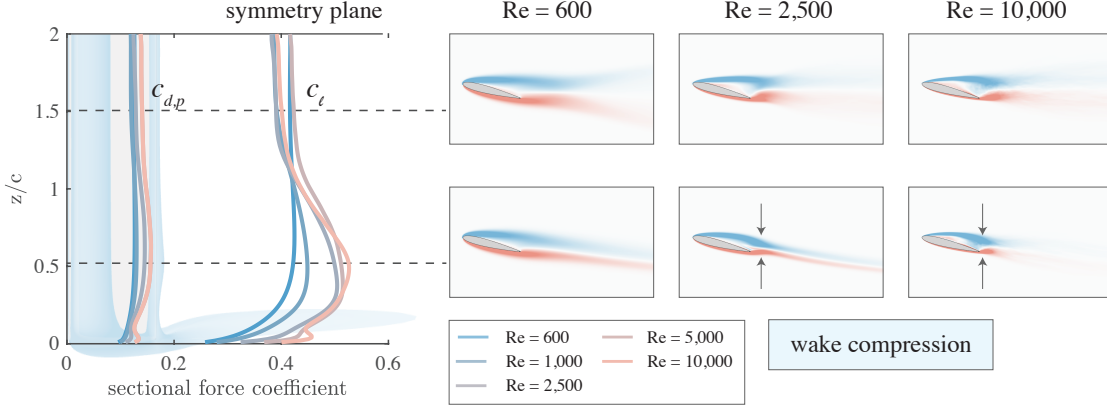 symmetry plane
Re = 600
Re = 2,500
Re = 10,000
2
1.5
1
0.5
0
z/c
c_{d,p}
c_ℓ
0
0.2
0.4
0.6
sectional force coefficient
Re = 600
Re = 1,000
Re = 2,500
Re = 5,000
Re = 10,000
wake compression